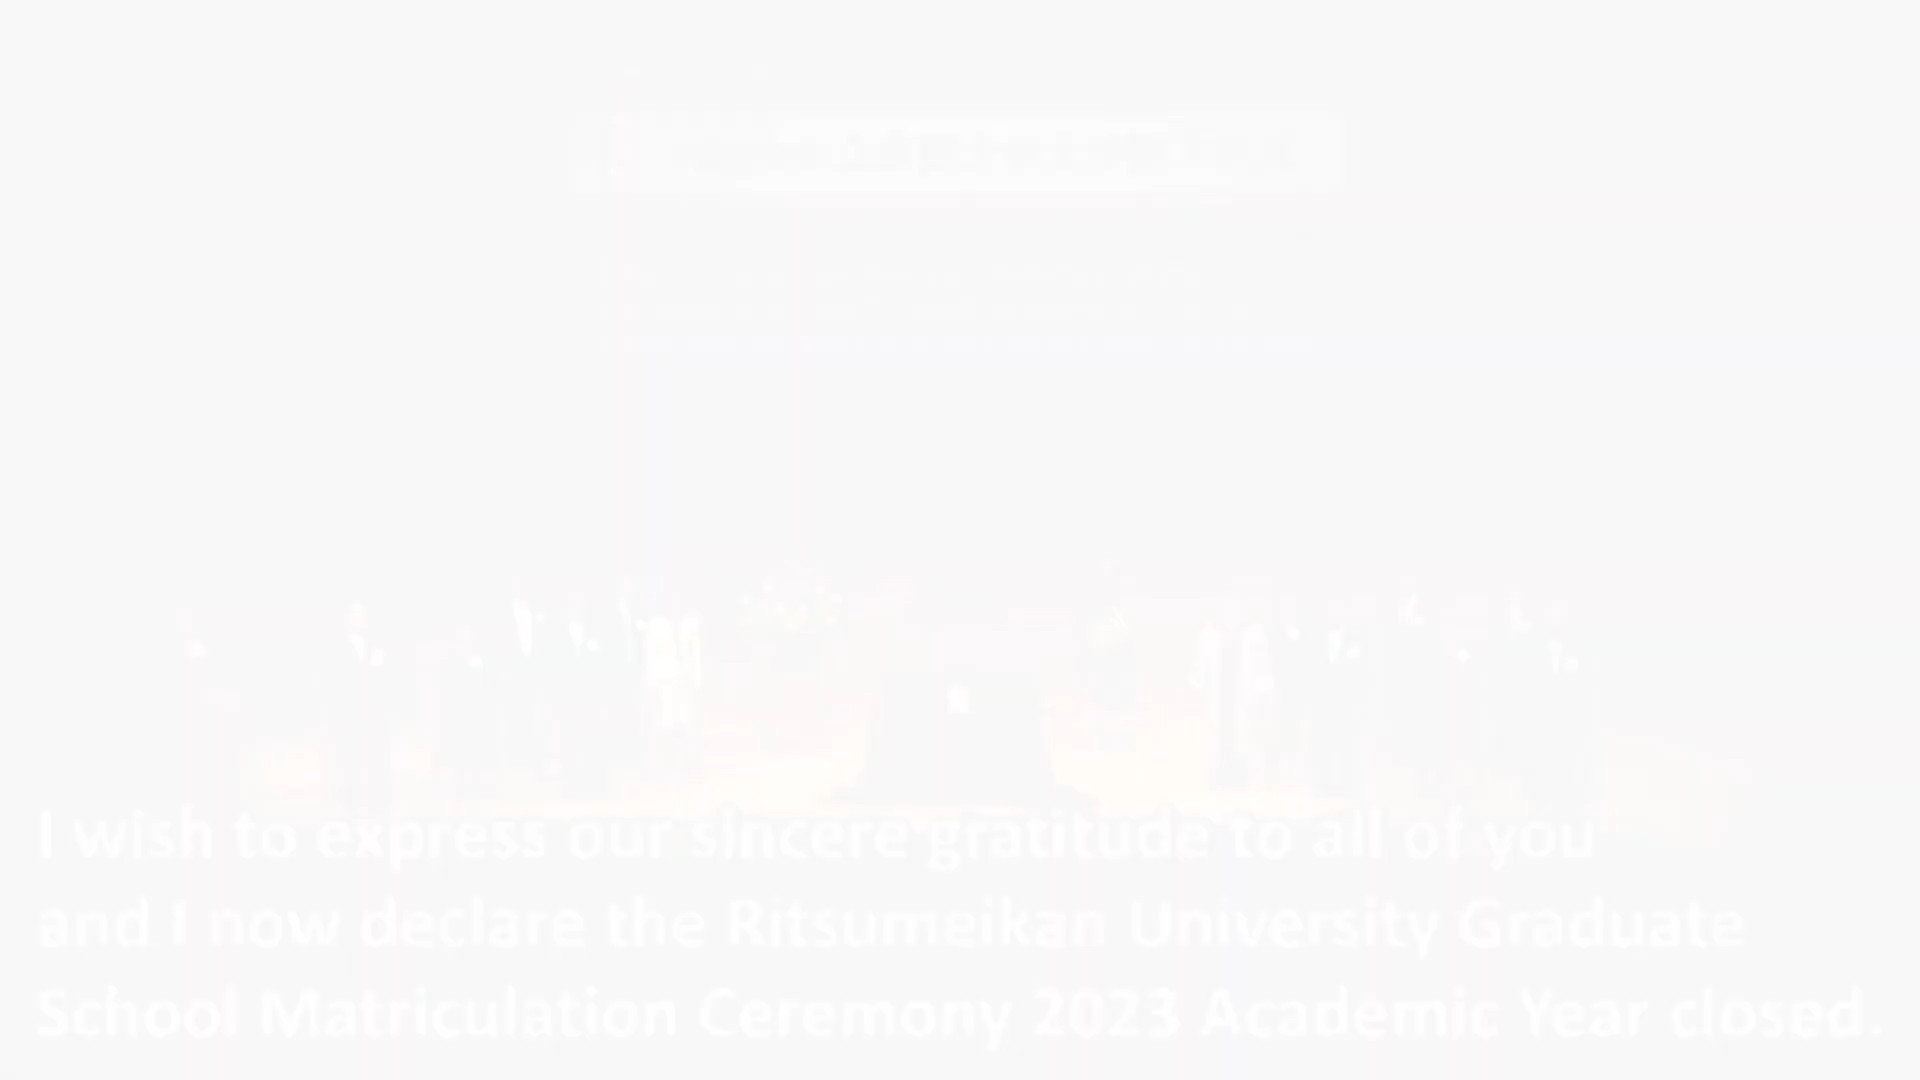 I wish to express our sincere gratitude to all of you
and I now declare the Ritsumeikan University Graduate
School Matriculation Ceremony 2023 Academic Year closed.